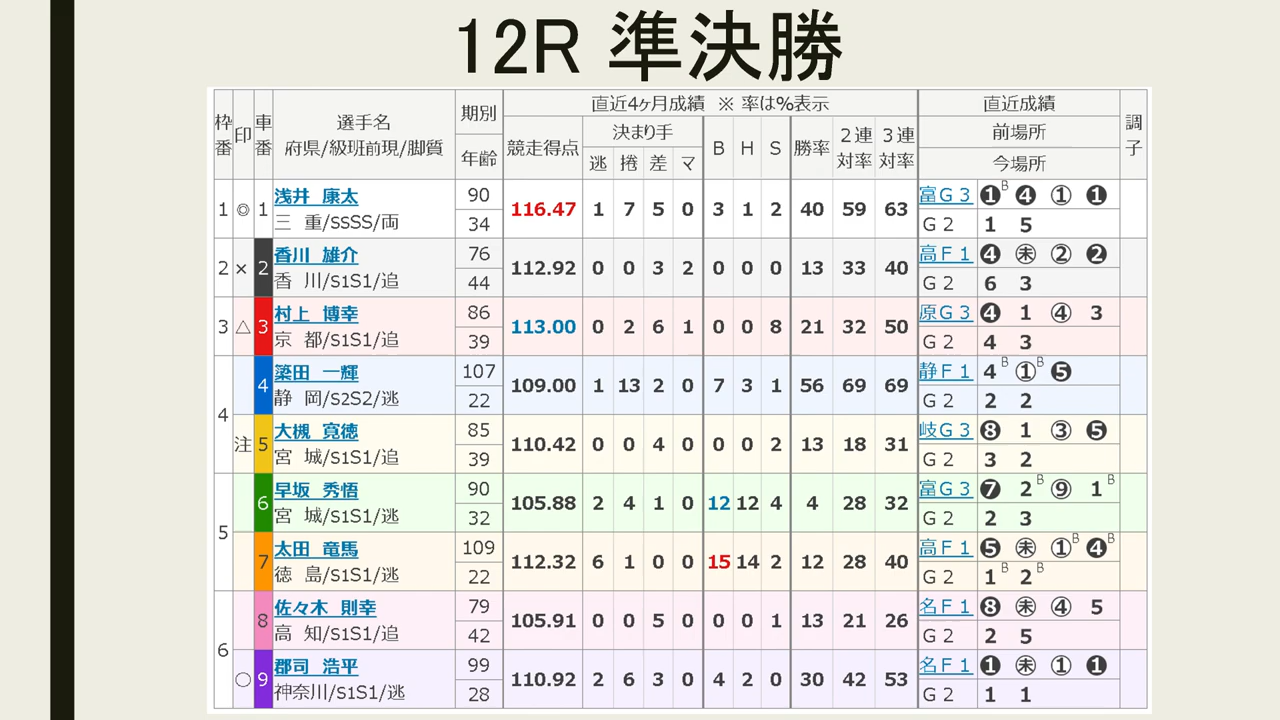 12R 準決勝
枠番 印 車番 選手名 府県/級班前現/脚質 期別 年齢 直近4ヶ月成績 ※ 率は%表示 直近成績 調子
競走得点 決まり手 B H S 勝率 2連対率 3連対率 前場所
逃 捲 差 マ 今場所
1 ◎ 1 浅井 康太 90 116.47 1 7 5 0 3 1 2 40 59 63 富G3 ❶B ❹ ① ❶
三 重/SSSS/両 34 G2 1 5
2 × 2 香川 雄介 76 112.92 0 0 3 2 0 0 0 13 33 40 高F1 ❹ ㊍ ② ❷
香 川/S1S1/追 44 G2 6 3
3 △ 3 村上 博幸 86 113.00 0 2 6 1 0 0 8 21 32 50 原G3 ❹ 1 ④ 3
京 都/S1S1/追 39 G2 4 3
4 4 簗田 一輝 107 109.00 1 13 2 0 7 3 1 56 69 69 静F1 4B ①B ❺
静 岡/S2S2/逃 22 G2 2 2
注 5 大槻 寛徳 85 110.42 0 0 4 0 0 0 2 13 18 31 岐G3 ❽ 1 ③ ❺
宮 城/S1S1/追 39 G2 3 2
5 6 早坂 秀悟 90 105.88 2 4 1 0 12 12 4 4 28 32 富G3 ❼ 2B ⑨ 1B
宮 城/S1S1/逃 32 G2 2 3
7 太田 竜馬 109 112.32 6 1 0 0 15 14 2 12 28 40 高F1 ❺ 未 ①B ❹B
徳 島/S1S1/逃 22 G2 1B 2B
6 8 佐々木 則幸 79 105.91 0 0 5 0 0 0 1 13 21 26 名F1 ❽ 未 ④ 5
高 知/S1S1/追 42 G2 2 5
○ 9 郡司 浩平 99 110.92 2 6 3 0 4 2 0 30 42 53 名F1 ❶ 未 ① ❶
神奈川/S1S1/逃 28 G2 1 1